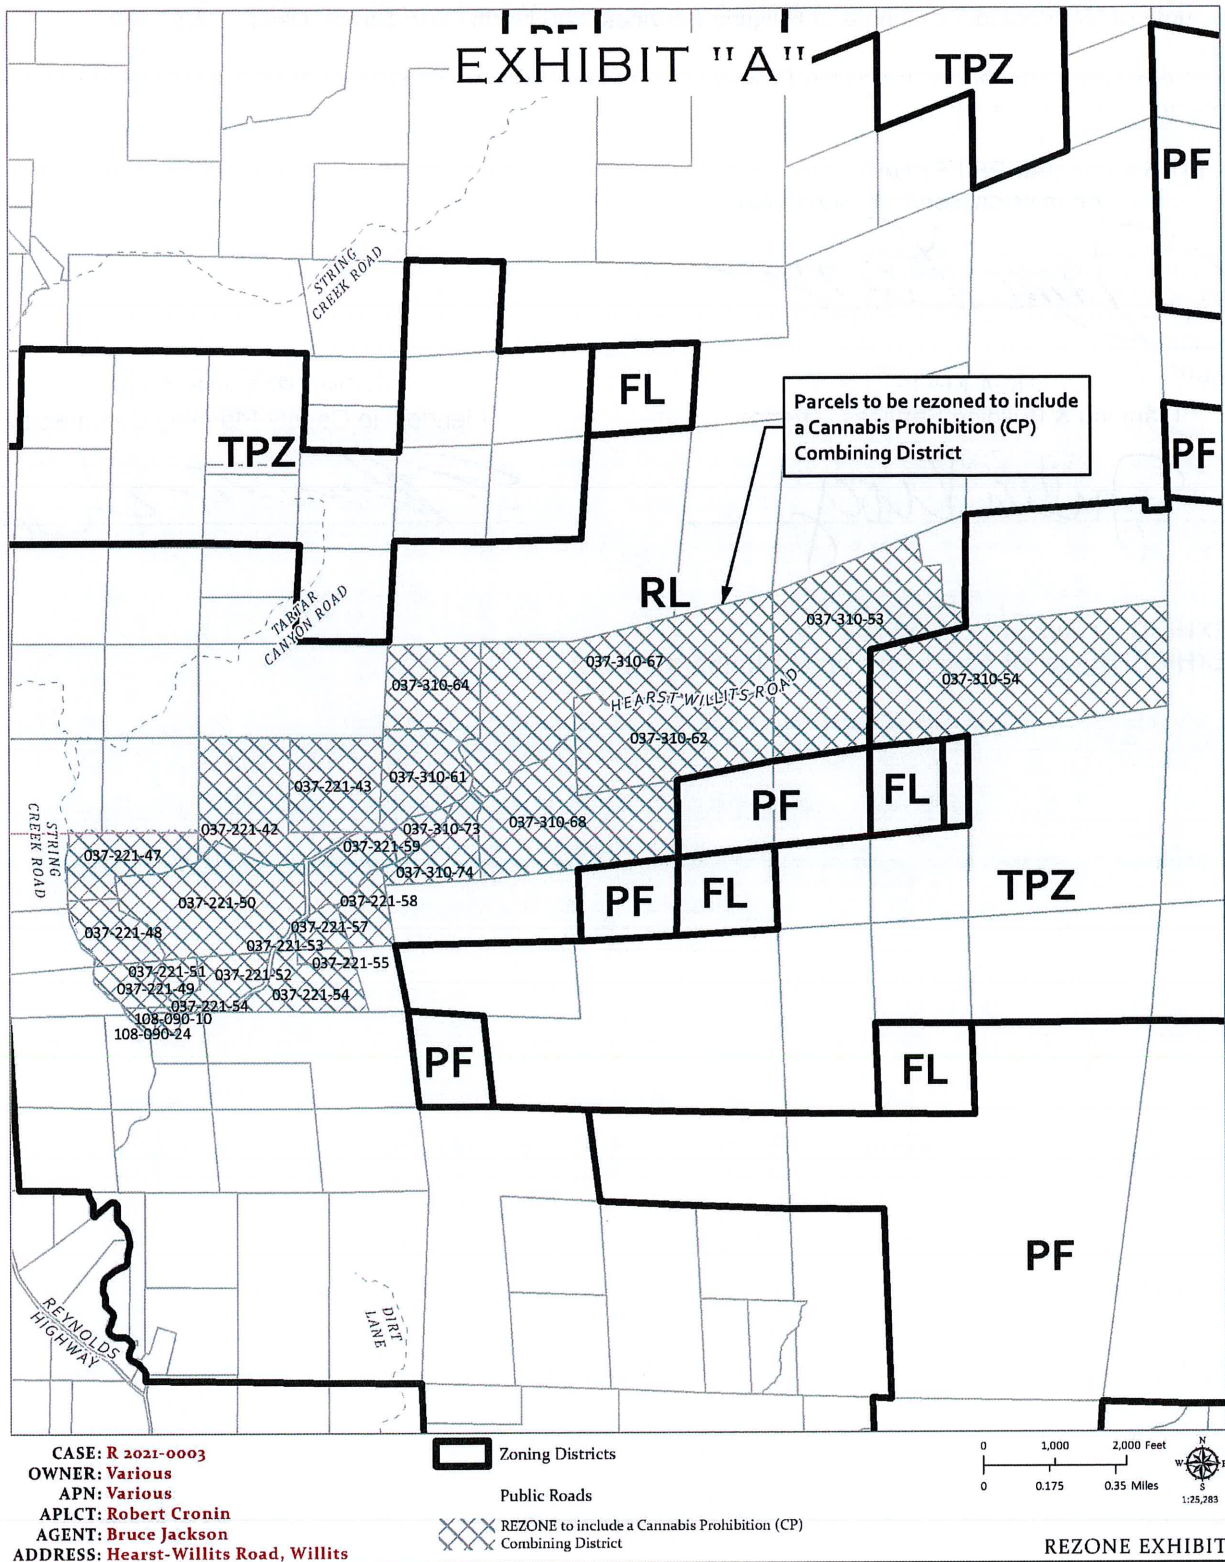 PF
EXHIBIT "A"
TPZ
PF
STRING
CREEK ROAD
FL
Parcels to be rezoned to include
a Cannabis Prohibition (CP)
Combining District
TPZ
PF
RL
TARTAR
CANYON ROAD
037-310-53
037-310-67
037-310-64
037-310-54
HEARST WILLITS ROAD
037-310-62
037-221-43
037-310-61
PF
FL
037-310-68
037-221-42
037-310-73
037-221-59
STRING
CREEK ROAD
037-221-47
037-310-74
TPZ
037-221-50
037-221-58
PF
FL
037-221-48
037-221-57
037-221-53
037-221-55
037-221-51
037-221-52
037-221-49
037-221-54
037-221-54
108-090-10
108-090-24
PF
FL
PF
REYNOLDS
HIGHWAY
DIRT
LANE
CASE: R 2021-0003
OWNER: Various
APN: Various
APLCT: Robert Cronin
AGENT: Bruce Jackson
ADDRESS: Hearst-Willits Road, Willits
Zoning Districts
Public Roads
REZONE to include a Cannabis Prohibition (CP)
Combining District
0 1,000 2,000 Feet
0 0.175 0.35 Miles
N
W E
S
1:25,283
REZONE EXHIBIT